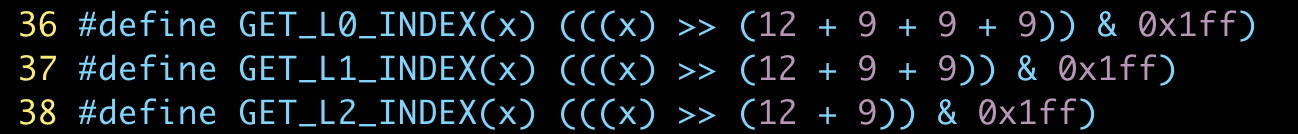 36 #define GET_L0_INDEX(x) (((x) >> (12 + 9 + 9 + 9)) & 0x1ff)
37 #define GET_L1_INDEX(x) (((x) >> (12 + 9 + 9)) & 0x1ff)
38 #define GET_L2_INDEX(x) (((x) >> (12 + 9)) & 0x1ff)